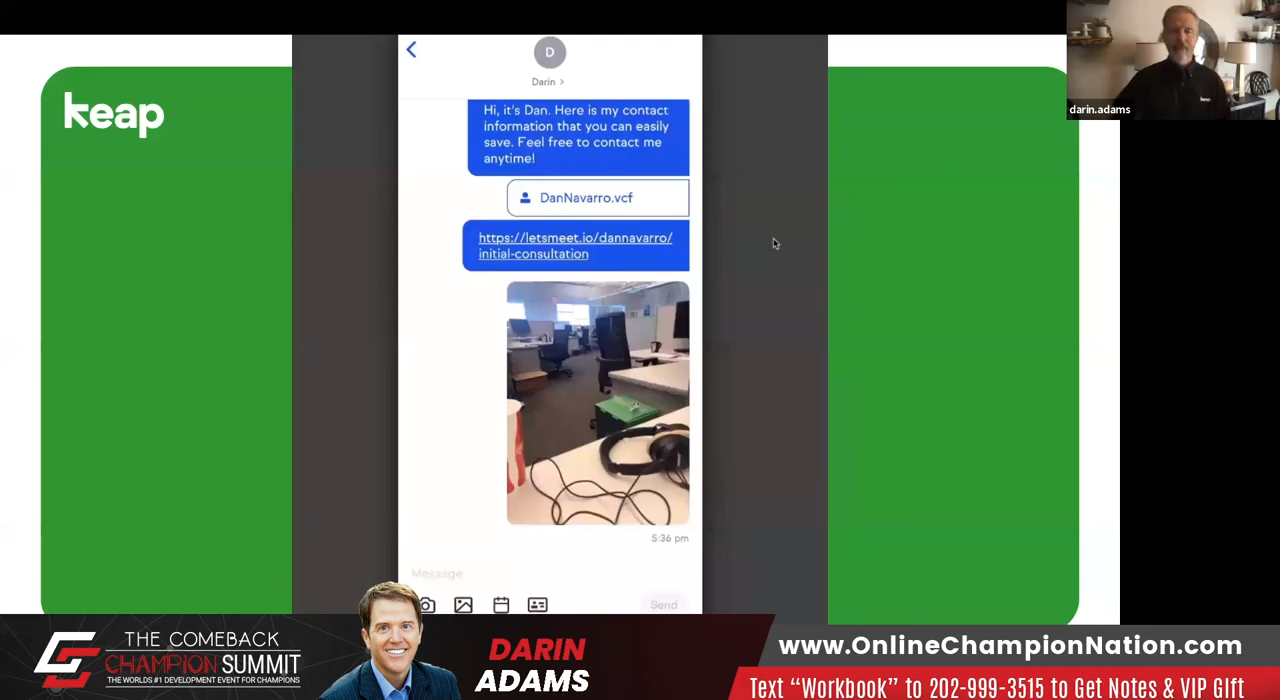 keap
D
Darin >
Hi, it's Dan. Here is my contact
information that you can easily
save. Feel free to contact me
anytime!
DanNavarro.vcf
https://letsmeet.io/dannavarro/
initial-consultation
5:36 pm
Message
Send
darin.adams
THE COMEBACK
CHAMPION SUMMIT
THE WORLDS #1 DEVELOPMENT EVENT FOR CHAMPIONS
DARIN
ADAMS
www.OnlineChampionNation.com
Text “Workbook” to 202-999-3515 to Get Notes & VIP GIft